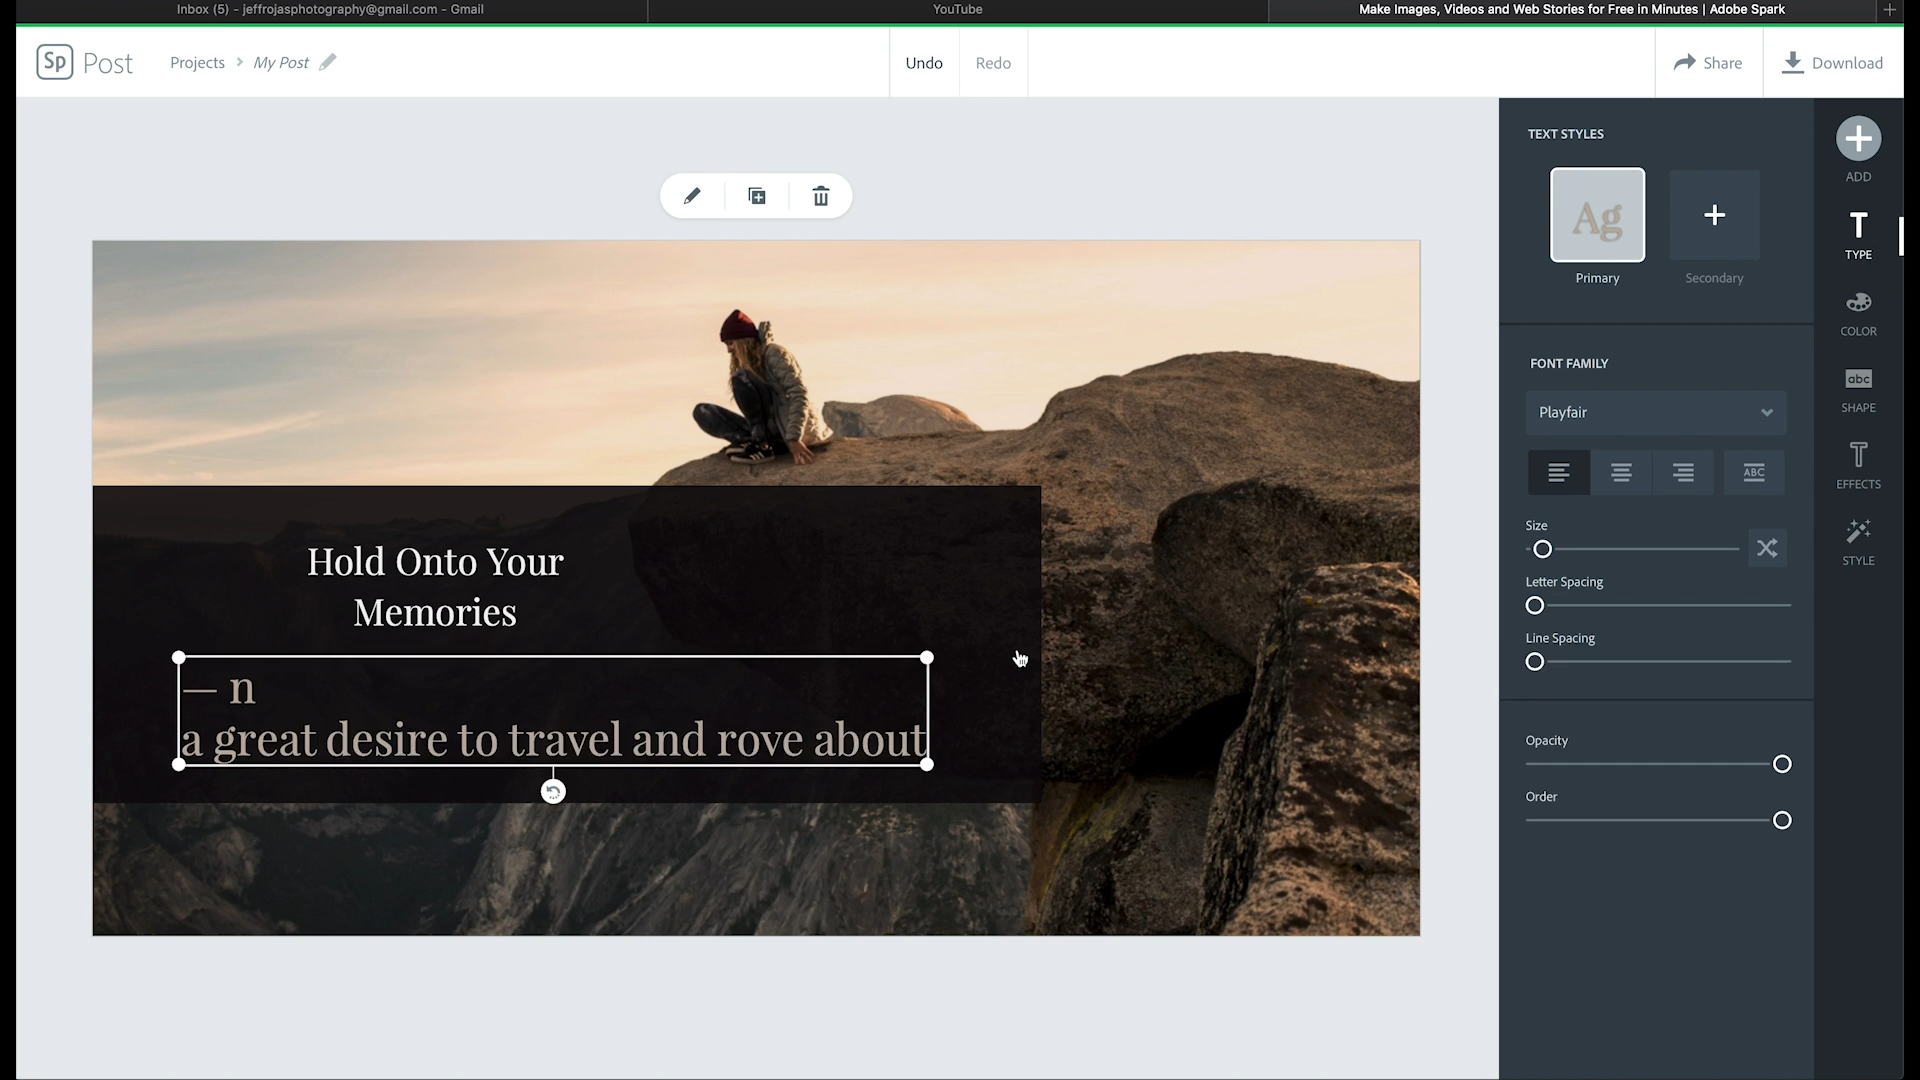 Inbox (5) - jeffrojasphotography@gmail.com - Gmail
YouTube
Make Images, Videos and Web Stories for Free in Minutes | Adobe Spark
Sp Post
Projects > My Post
Undo
Redo
Share
Download
TEXT STYLES
Ag
Primary
Secondary
ADD
TYPE
COLOR
abc
SHAPE
EFFECTS
STYLE
FONT FAMILY
Playfair
ABC
Size
Letter Spacing
Line Spacing
Opacity
Order
Hold Onto Your
Memories
— n
a great desire to travel and rove about